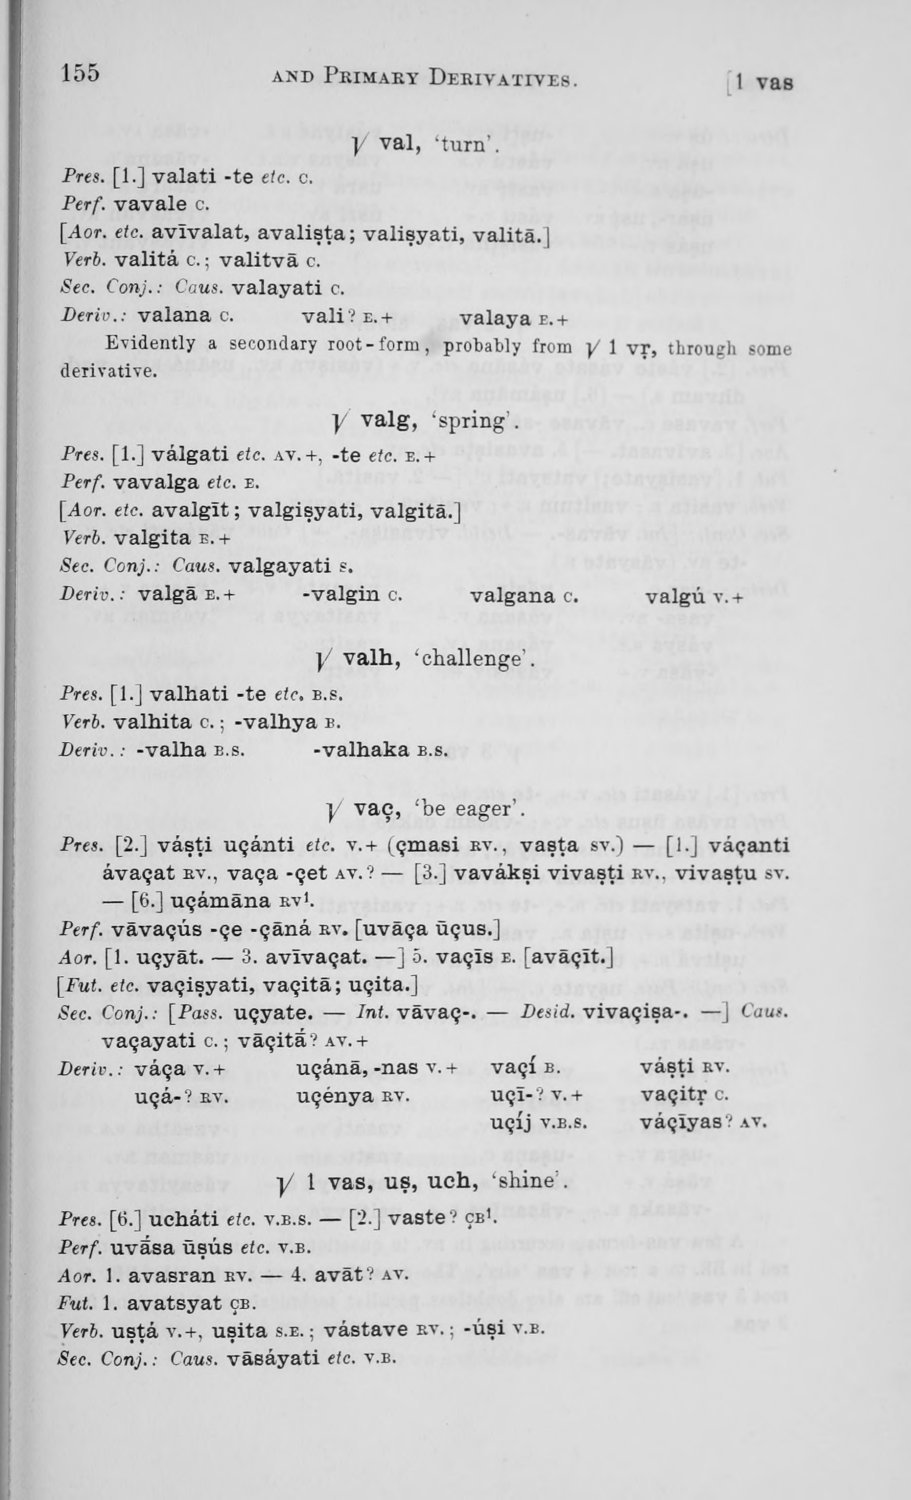 155 AND PRIMARY DERIVATIVES. [1 vas
√ val, ‘turn’.
Pres. [1.] valati -te etc. C.
Perf. vavale C.
[Aor. etc. avīvalat, avaliṣṭa; valiṣyati, valitā.]
Verb. valitá C.; valitvā C.
Sec. Conj.: Caus. valayati C.
Deriv.: valana C. vali? E.+ valaya E.+
Evidently a secondary root-form, probably from √ 1 vṛ, through some
derivative.
√ valg, ‘spring’.
Pres. [1.] válgati etc. AV.+, -te etc. E.+
Perf. vavalga etc. E.
[Aor. etc. avalgīt; valgiṣyati, valgitā.]
Verb. valgita E.+
Sec. Conj.: Caus. valgayati S.
Deriv.: valgā E.+ -valgin C. valgana C. valgú V.+
√ valh, ‘challenge’.
Pres. [1.] valhati -te etc. B.S.
Verb. valhita C.; -valhya B.
Deriv.: -valha B.S. -valhaka B.S.
√ vaç, ‘be eager’.
Pres. [2.] váṣṭi uçánti etc. V.+ (çmasi RV., vaṣṭa SV.) — [1.] váçanti
ávaçat RV., vaça -çet AV.? — [3.] vavákṣi vivaṣṭi RV., vivaṣṭu SV.
— [6.] uçámāna RV¹.
Perf. vāvaçús -çe -çāná RV. [uvāça ūçus.]
Aor. [1. uçyāt. — 3. avīvaçat. —] 5. vaçīs E. [avāçīt.]
[Fut. etc. vaçiṣyati, vaçitā; uçita.]
Sec. Conj.: [Pass. uçyate. — Int. vāvaç-. — Desid. vivaçiṣa-. —] Caus.
vaçayati C.; vāçitā́? AV.+
Deriv.: váça V.+ uçánā, -nas V.+ vaçí B. váṣṭi RV.
uçá-? RV. uçénya RV. uçī-? V.+ vaçitṛ C.
uçíj V.B.S. váçīyas? AV.
√ 1 vas, uṣ, uch, ‘shine’.
Pres. [6.] ucháti etc. V.B.S. — [2.] vaste? ÇB¹.
Perf. uvā́sa ūṣús etc. V.B.
Aor. 1. avasran RV. — 4. avāt? AV.
Fut. 1. avatsyat ÇB.
Verb. uṣṭá V.+, uṣita S.E.; vástave RV.; -úṣi V.B.
Sec. Conj.: Caus. vāsáyati etc. V.B.